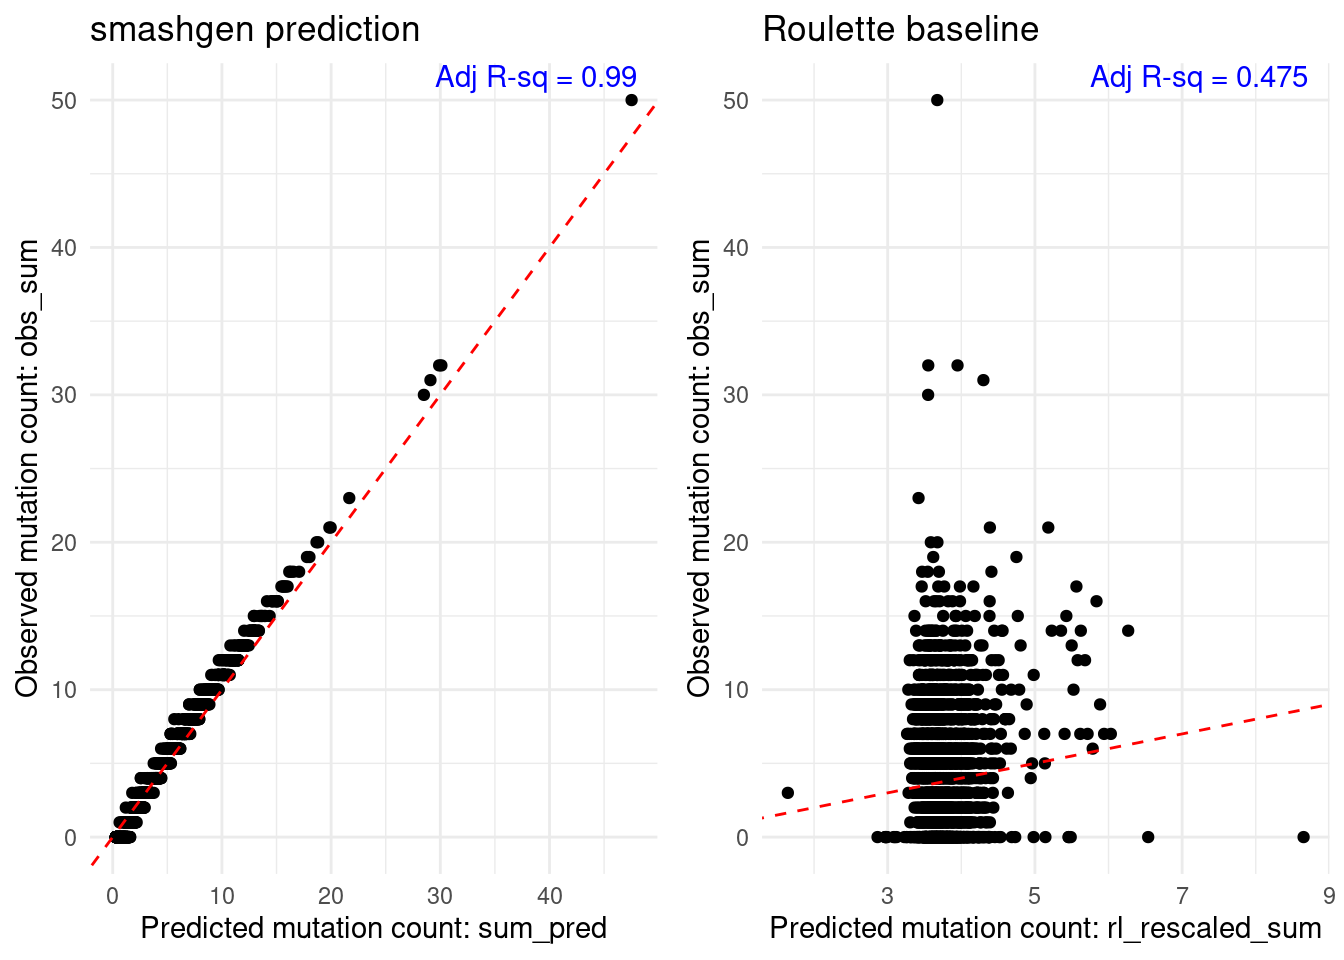 smashgen prediction
Adj R-sq = 0.99
50
40
30
20
10
0
Observed mutation count: obs_sum
0 10 20 30 40
Predicted mutation count: sum_pred
Roulette baseline
Adj R-sq = 0.475
50
40
30
20
10
0
Observed mutation count: obs_sum
3 5 7 9
Predicted mutation count: rl_rescaled_sum